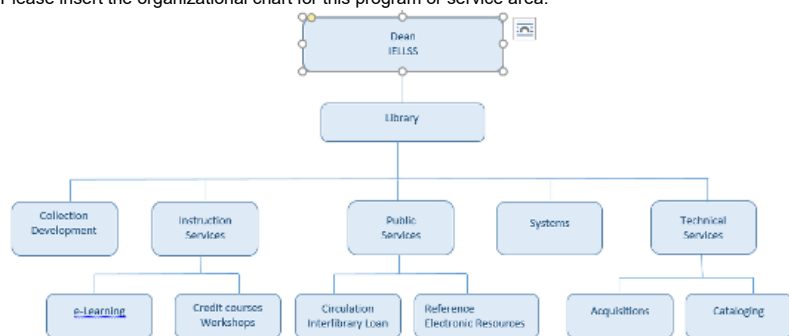 Please insert the organizational chart for this program or service area.
Dean
IELLSS
Library
Collection
Development
Instruction
Services
Public
Services
Systems
Technical
Services
e-Learning
Credit courses
Workshops
Circulation
Interlibrary Loan
Reference
Electronic Resources
Acquisitions
Cataloging